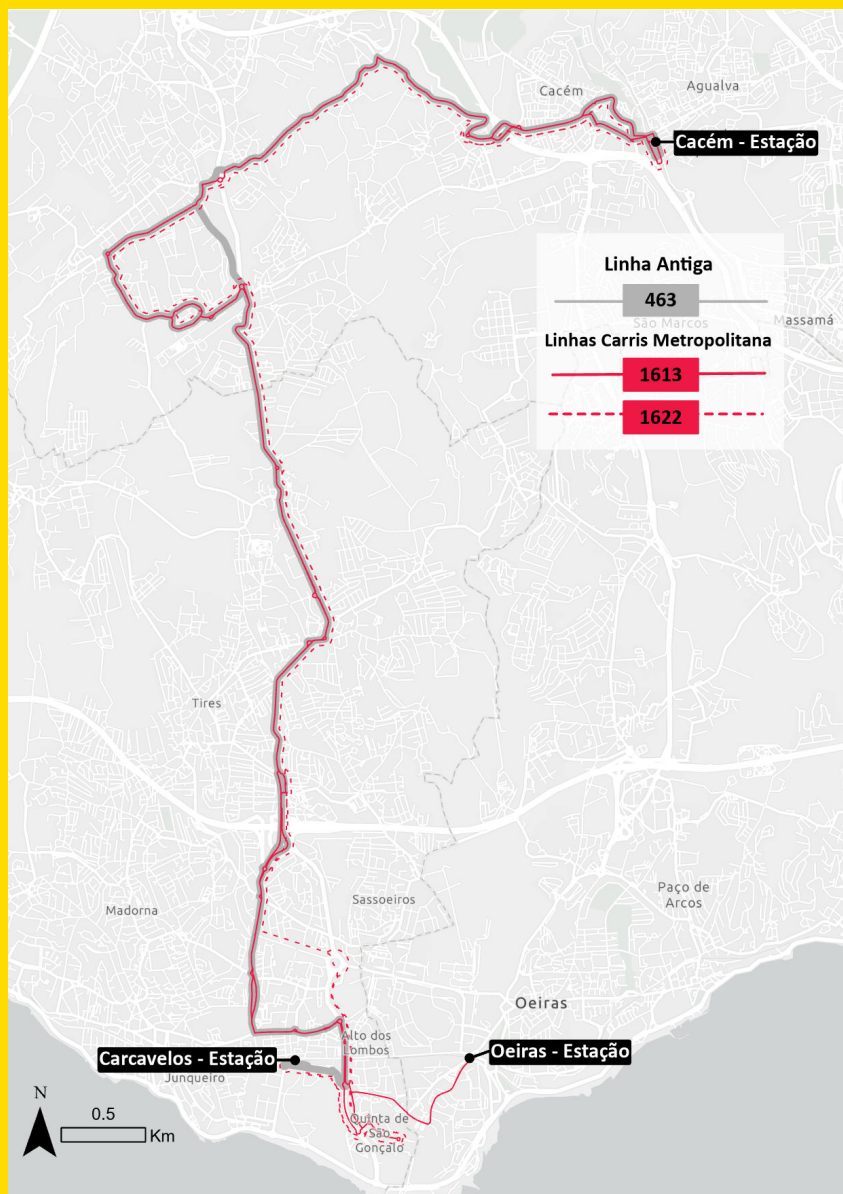 Cacém
Agualva
Cacém - Estação
Linha Antiga
463
São Marcos
Massamá
Linhas Carris Metropolitana
1613
1622
Tires
Madorna
Sassoeiros
Paço de
Arcos
Oeiras
Alto dos
Lombos
Carcavelos - Estação
Oeiras - Estação
Junqueiro
N
0.5
Km
Quinta de
São
Gonçalo